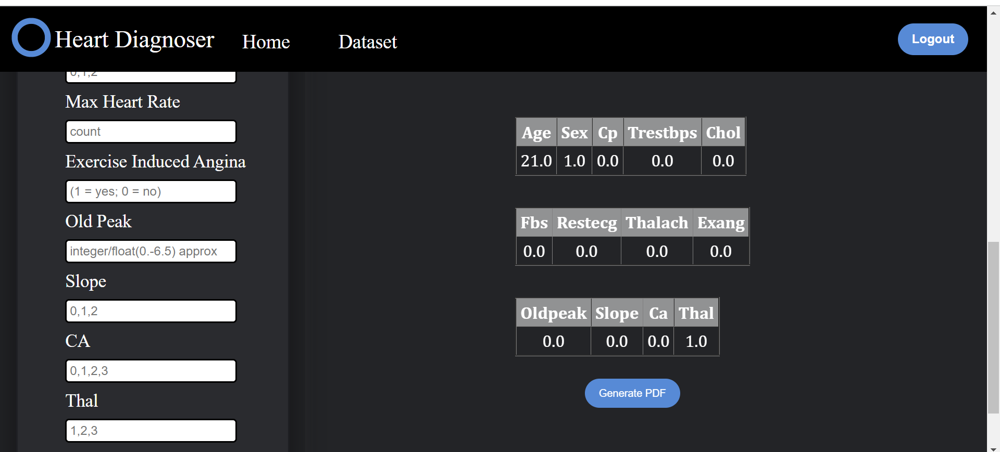 Heart Diagnoser Home Dataset Logout
0,1,2
Max Heart Rate
count
Exercise Induced Angina
(1 = yes; 0 = no)
Old Peak
integer/float(0.-6.5) approx
Slope
0,1,2
CA
0,1,2,3
Thal
1,2,3
Age Sex Cp Trestbps Chol
21.0 1.0 0.0 0.0 0.0
Fbs Restecg Thalach Exang
0.0 0.0 0.0 0.0
Oldpeak Slope Ca Thal
0.0 0.0 0.0 1.0
Generate PDF